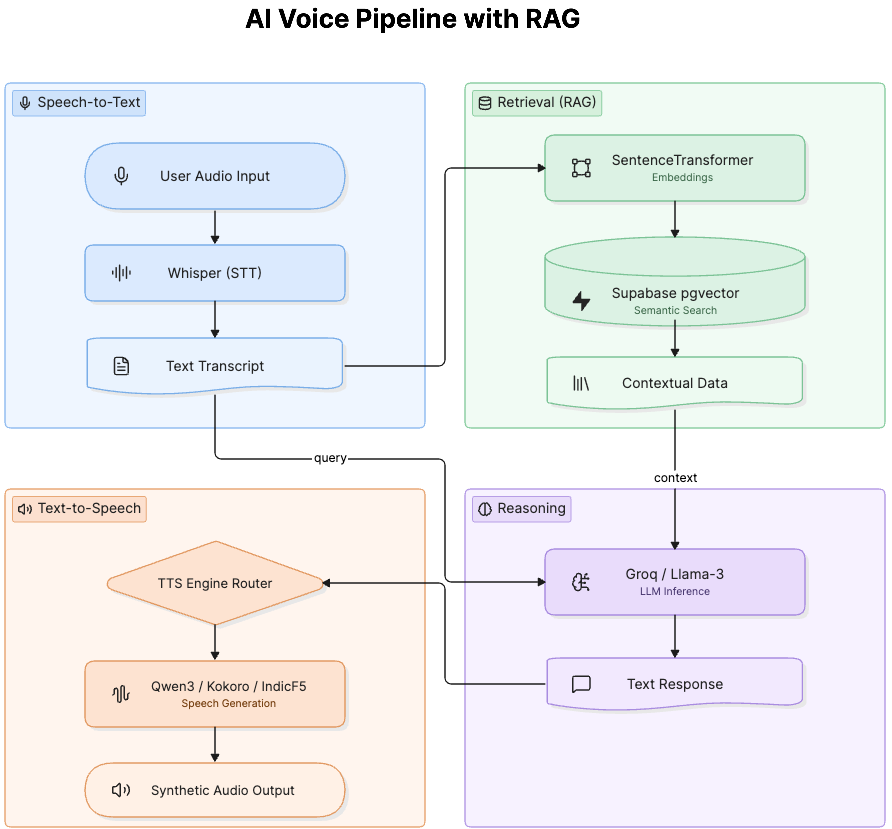 AI Voice Pipeline with RAG
Speech-to-Text
User Audio Input
Whisper (STT)
Text Transcript
Retrieval (RAG)
SentenceTransformer
Embeddings
Supabase pgvector
Semantic Search
Contextual Data
query
context
Text-to-Speech
TTS Engine Router
Qwen3 / Kokoro / IndicF5
Speech Generation
Synthetic Audio Output
Reasoning
Groq / Llama-3
LLM Inference
Text Response